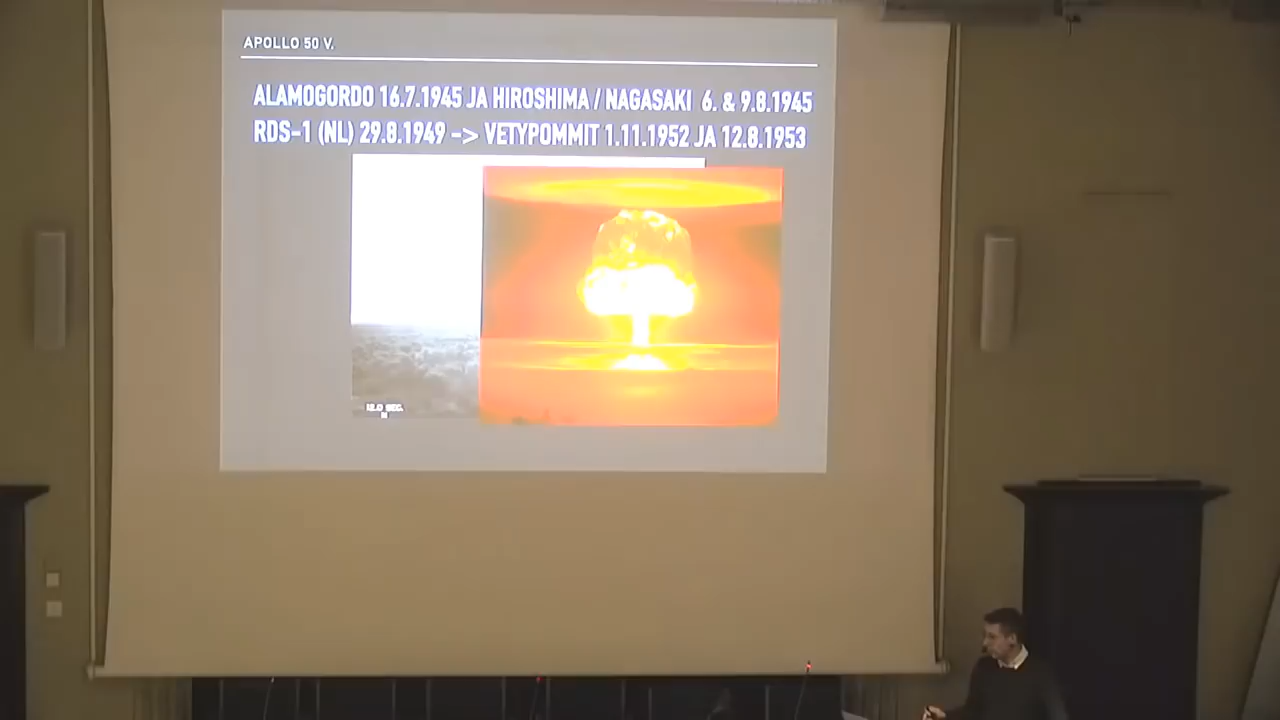 APOLLO 50 V.
ALAMOGORDO 16.7.1945 JA HIROSHIMA / NAGASAKI 6. & 9.8.1945
RDS-1 (NL) 29.8.1949 -> VETYPOMMIT 1.11.1952 JA 12.8.1953
SEC.
N